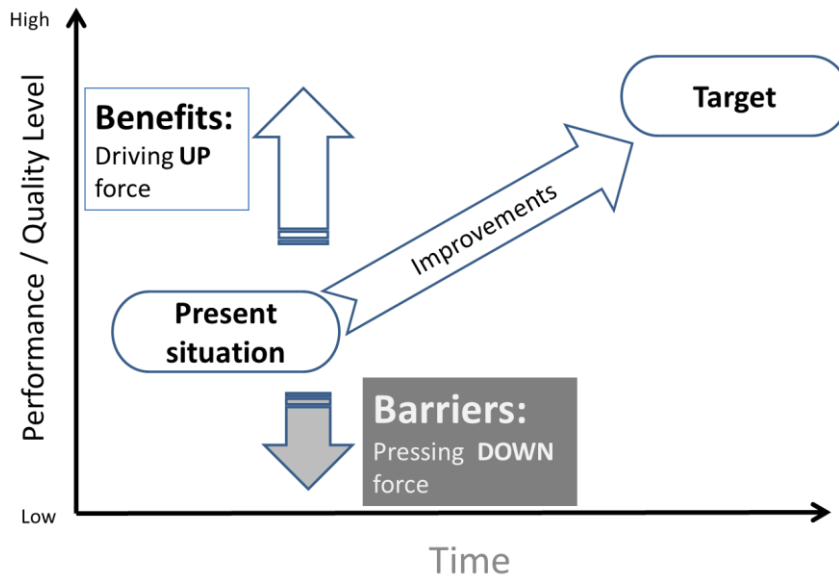 High
Performance / Quality Level
Benefits:
Driving UP
force
Target
Improvements
Present
situation
Barriers:
Pressing DOWN
force
Low
Time